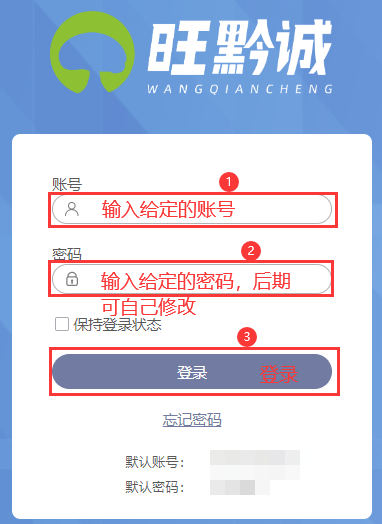 旺黔诚
WANGQIANCHENG
1
账号
输入给定的账号
2
密码
输入给定的密码，后期
可自己修改
保持登录状态
3
登录 登录
忘记密码
默认账号：
默认密码：